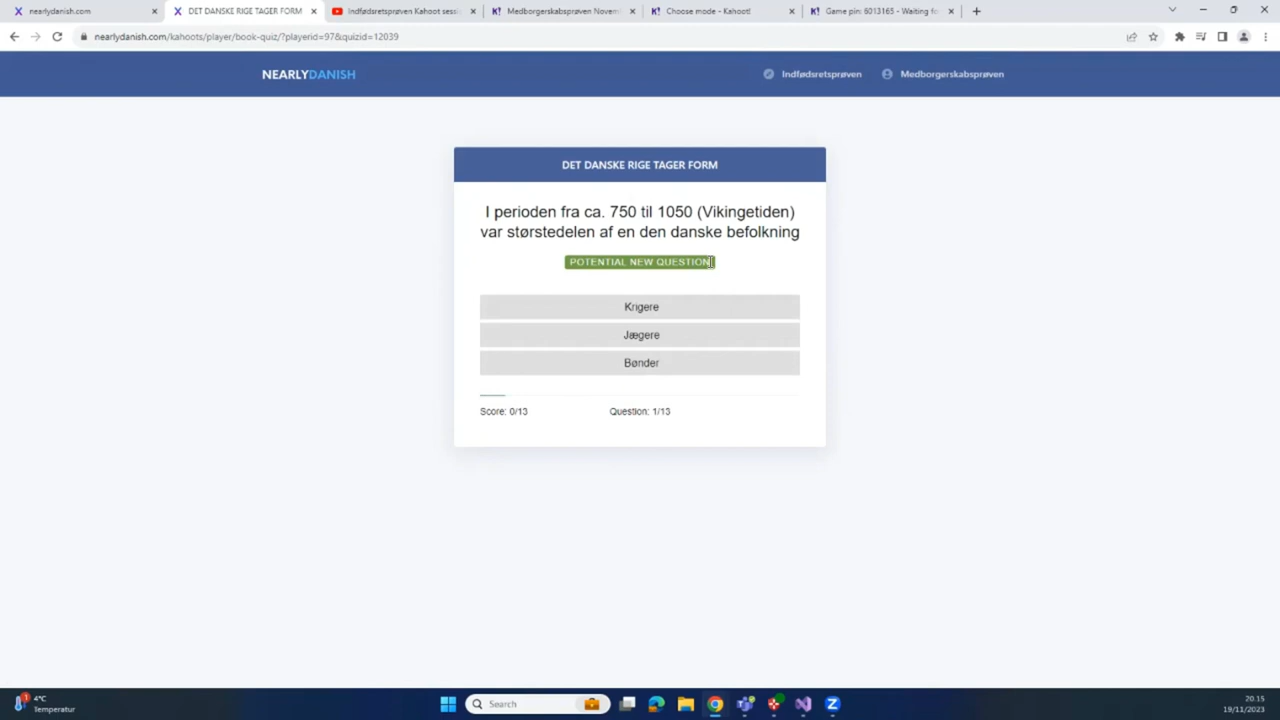 nearlydanish.com
DET DANSKE RIGE TAGER FORM
Indfødsretsprøven Kahoot sessi
Medborgerskabsprøven Novem
Choose mode - Kahoot!
Game pin: 6013165 - Waiting fo
nearlydanish.com/kahoots/player/book-quiz/?playerid=97&quizid=12039
NEARLYDANISH
Indfødsretsprøven
Medborgerskabsprøven
DET DANSKE RIGE TAGER FORM
I perioden fra ca. 750 til 1050 (Vikingetiden)
var størstedelen af en den danske befolkning
POTENTIAL NEW QUESTION
Krigere
Jægere
Bønder
Score: 0/13
Question: 1/13
1
4°C
Temperatur
Search
20.15
19/11/2023